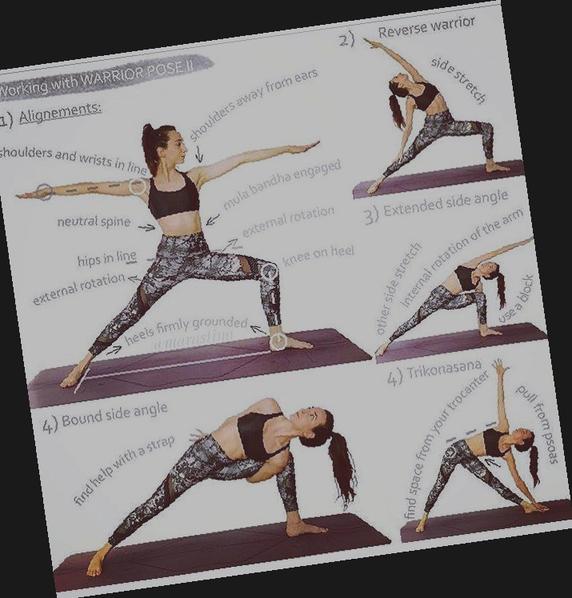 Working with WARRIOR POSE II
1) Alignements:
shoulders away from ears
shoulders and wrists in line
mula bandha engaged
neutral spine
external rotation
hips in line
knee on heel
external rotation
heels firmly grounded
2) Reverse warrior
side stretch
3) Extended side angle
other side stretch
internal rotation of the arm
use a block
4) Bound side angle
find help with a strap
4) Trikonasana
find space from your trocanter
pull from psoas